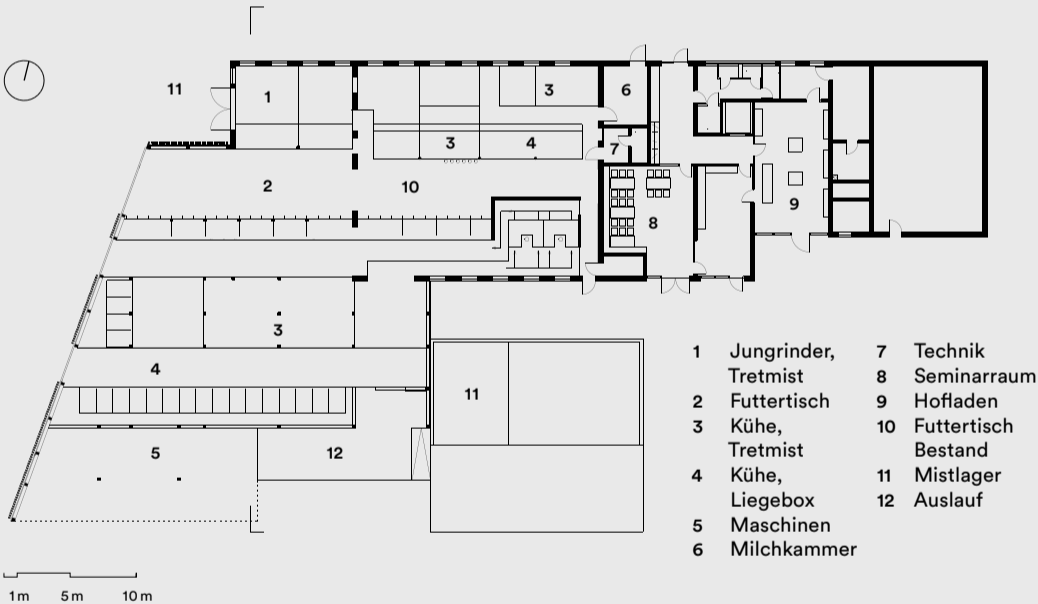 11
1
3
6
3
4
7
2
10
8
9
3
4
11
5
12
1 Jungrinder,
Tretmist
2 Futtertisch
3 Kühe,
Tretmist
4 Kühe,
Liegebox
5 Maschinen
6 Milchkammer
7 Technik
8 Seminarraum
9 Hofladen
10 Futtertisch
Bestand
11 Mistlager
12 Auslauf
1 m 5 m 10 m